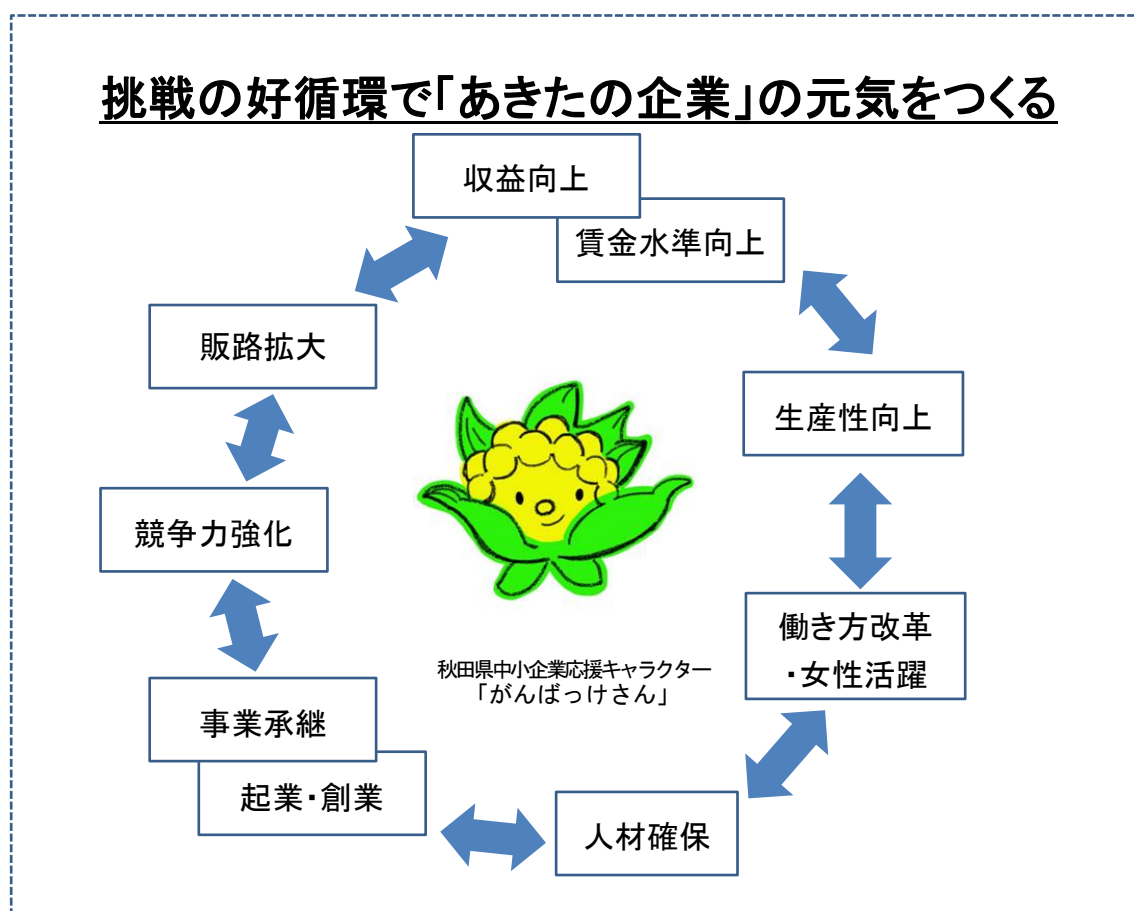 挑戦の好循環で「あきたの企業」の元気をつくる
収益向上
賃金水準向上
販路拡大
生産性向上
競争力強化
働き方改革
・女性活躍
秋田県中小企業応援キャラクター
「がんばっけさん」
事業承継
起業・創業
人材確保